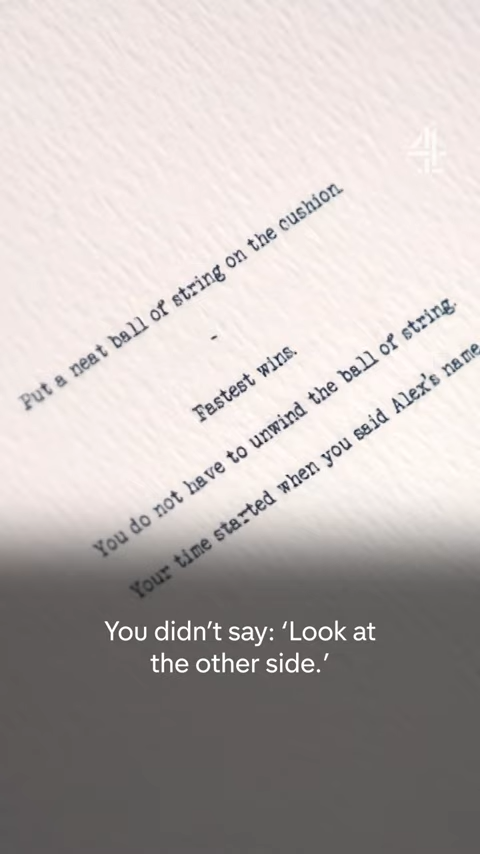 Put a neat ball of string on the cushion.
-
Fastest wins.
You do not have to unwind the ball of string.
Your time started when you said Alex's name
You didn't say: ‘Look at
the other side.’